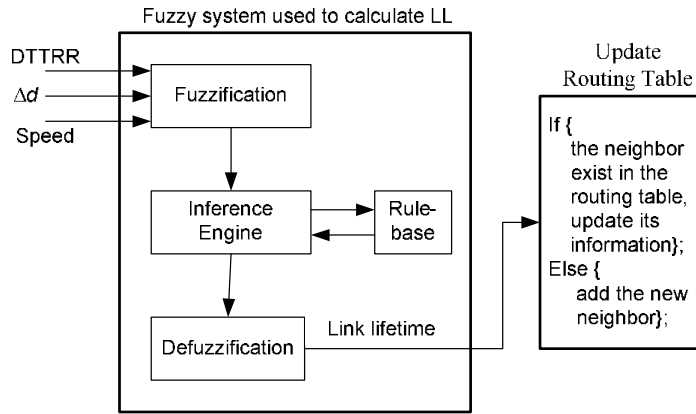 Fuzzy system used to calculate LL
DTTRR
Δd
Speed
Fuzzification
Inference
Engine
Rule-
base
Defuzzification
Link lifetime
Update
Routing Table
If {
the neighbor
exist in the
routing table,
update its
information};
Else {
add the new
neighbor};